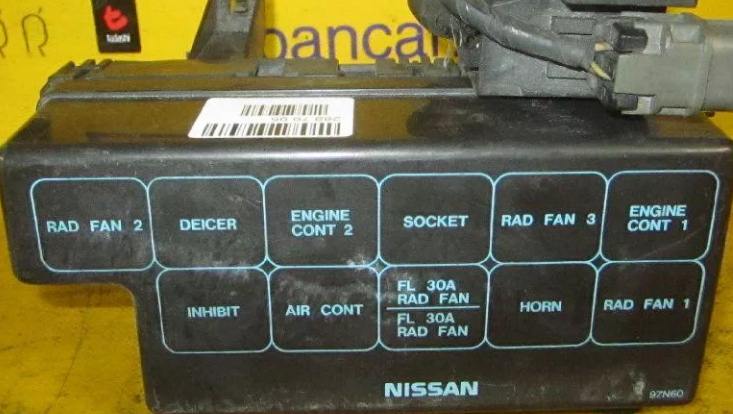 pancar
RAD FAN 2
DEICER
ENGINE
CONT 2
SOCKET
RAD FAN 3
ENGINE
CONT 1
INHIBIT
AIR CONT
FL 30A
RAD FAN
FL 30A
RAD FAN
HORN
RAD FAN 1
NISSAN
97N60